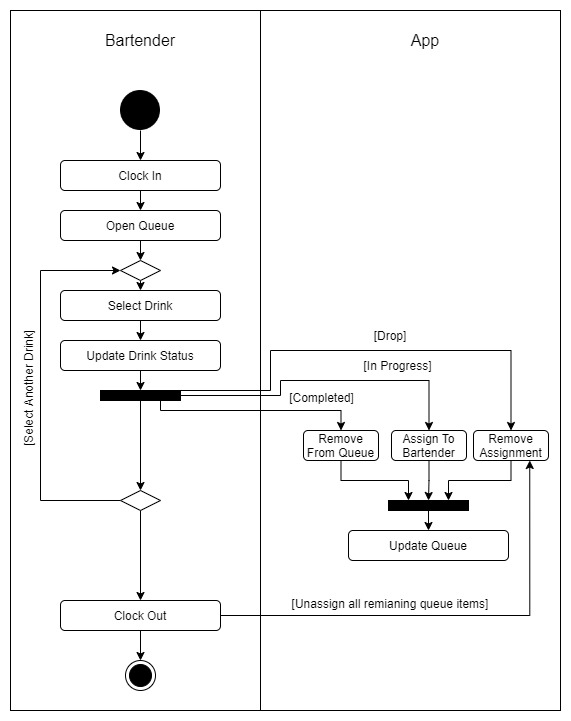 Bartender
App
Clock In
Open Queue
Select Drink
Update Drink Status
[Select Another Drink]
[Drop]
[In Progress]
[Completed]
Remove
From Queue
Assign To
Bartender
Remove
Assignment
Update Queue
[Unassign all remianing queue items]
Clock Out